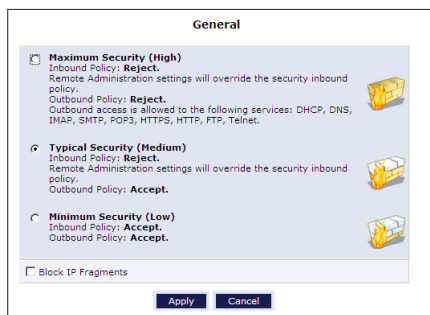 General
Maximum Security (High)
Inbound Policy: Reject.
Remote Administration settings will override the security inbound
policy.
Outbound Policy: Reject.
Outbound access is allowed to the following services: DHCP, DNS,
IMAP, SMTP, POP3, HTTPS, HTTP, FTP, Telnet.
Typical Security (Medium)
Inbound Policy: Reject.
Remote Administration settings will override the security inbound
policy.
Outbound Policy: Accept.
Minimum Security (Low)
Inbound Policy: Accept.
Outbound Policy: Accept.
Block IP Fragments
Apply Cancel